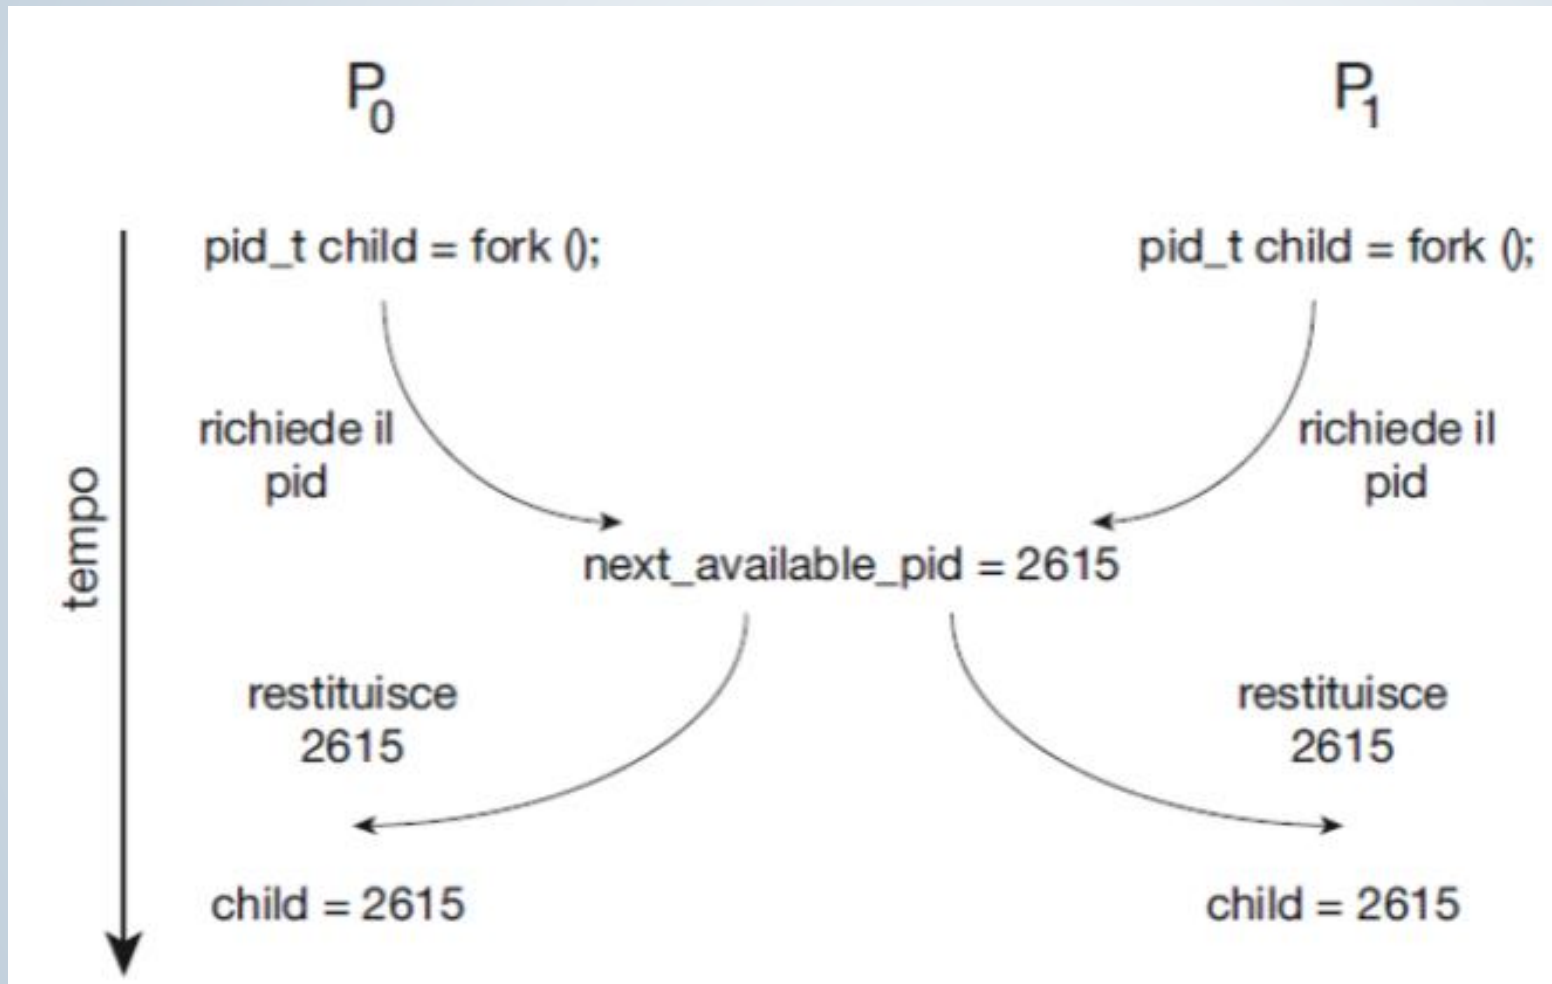 P0
P1
pid_t child = fork ();
pid_t child = fork ();
richiede il
pid
richiede il
pid
tempo
next_available_pid = 2615
restituisce
2615
restituisce
2615
child = 2615
child = 2615